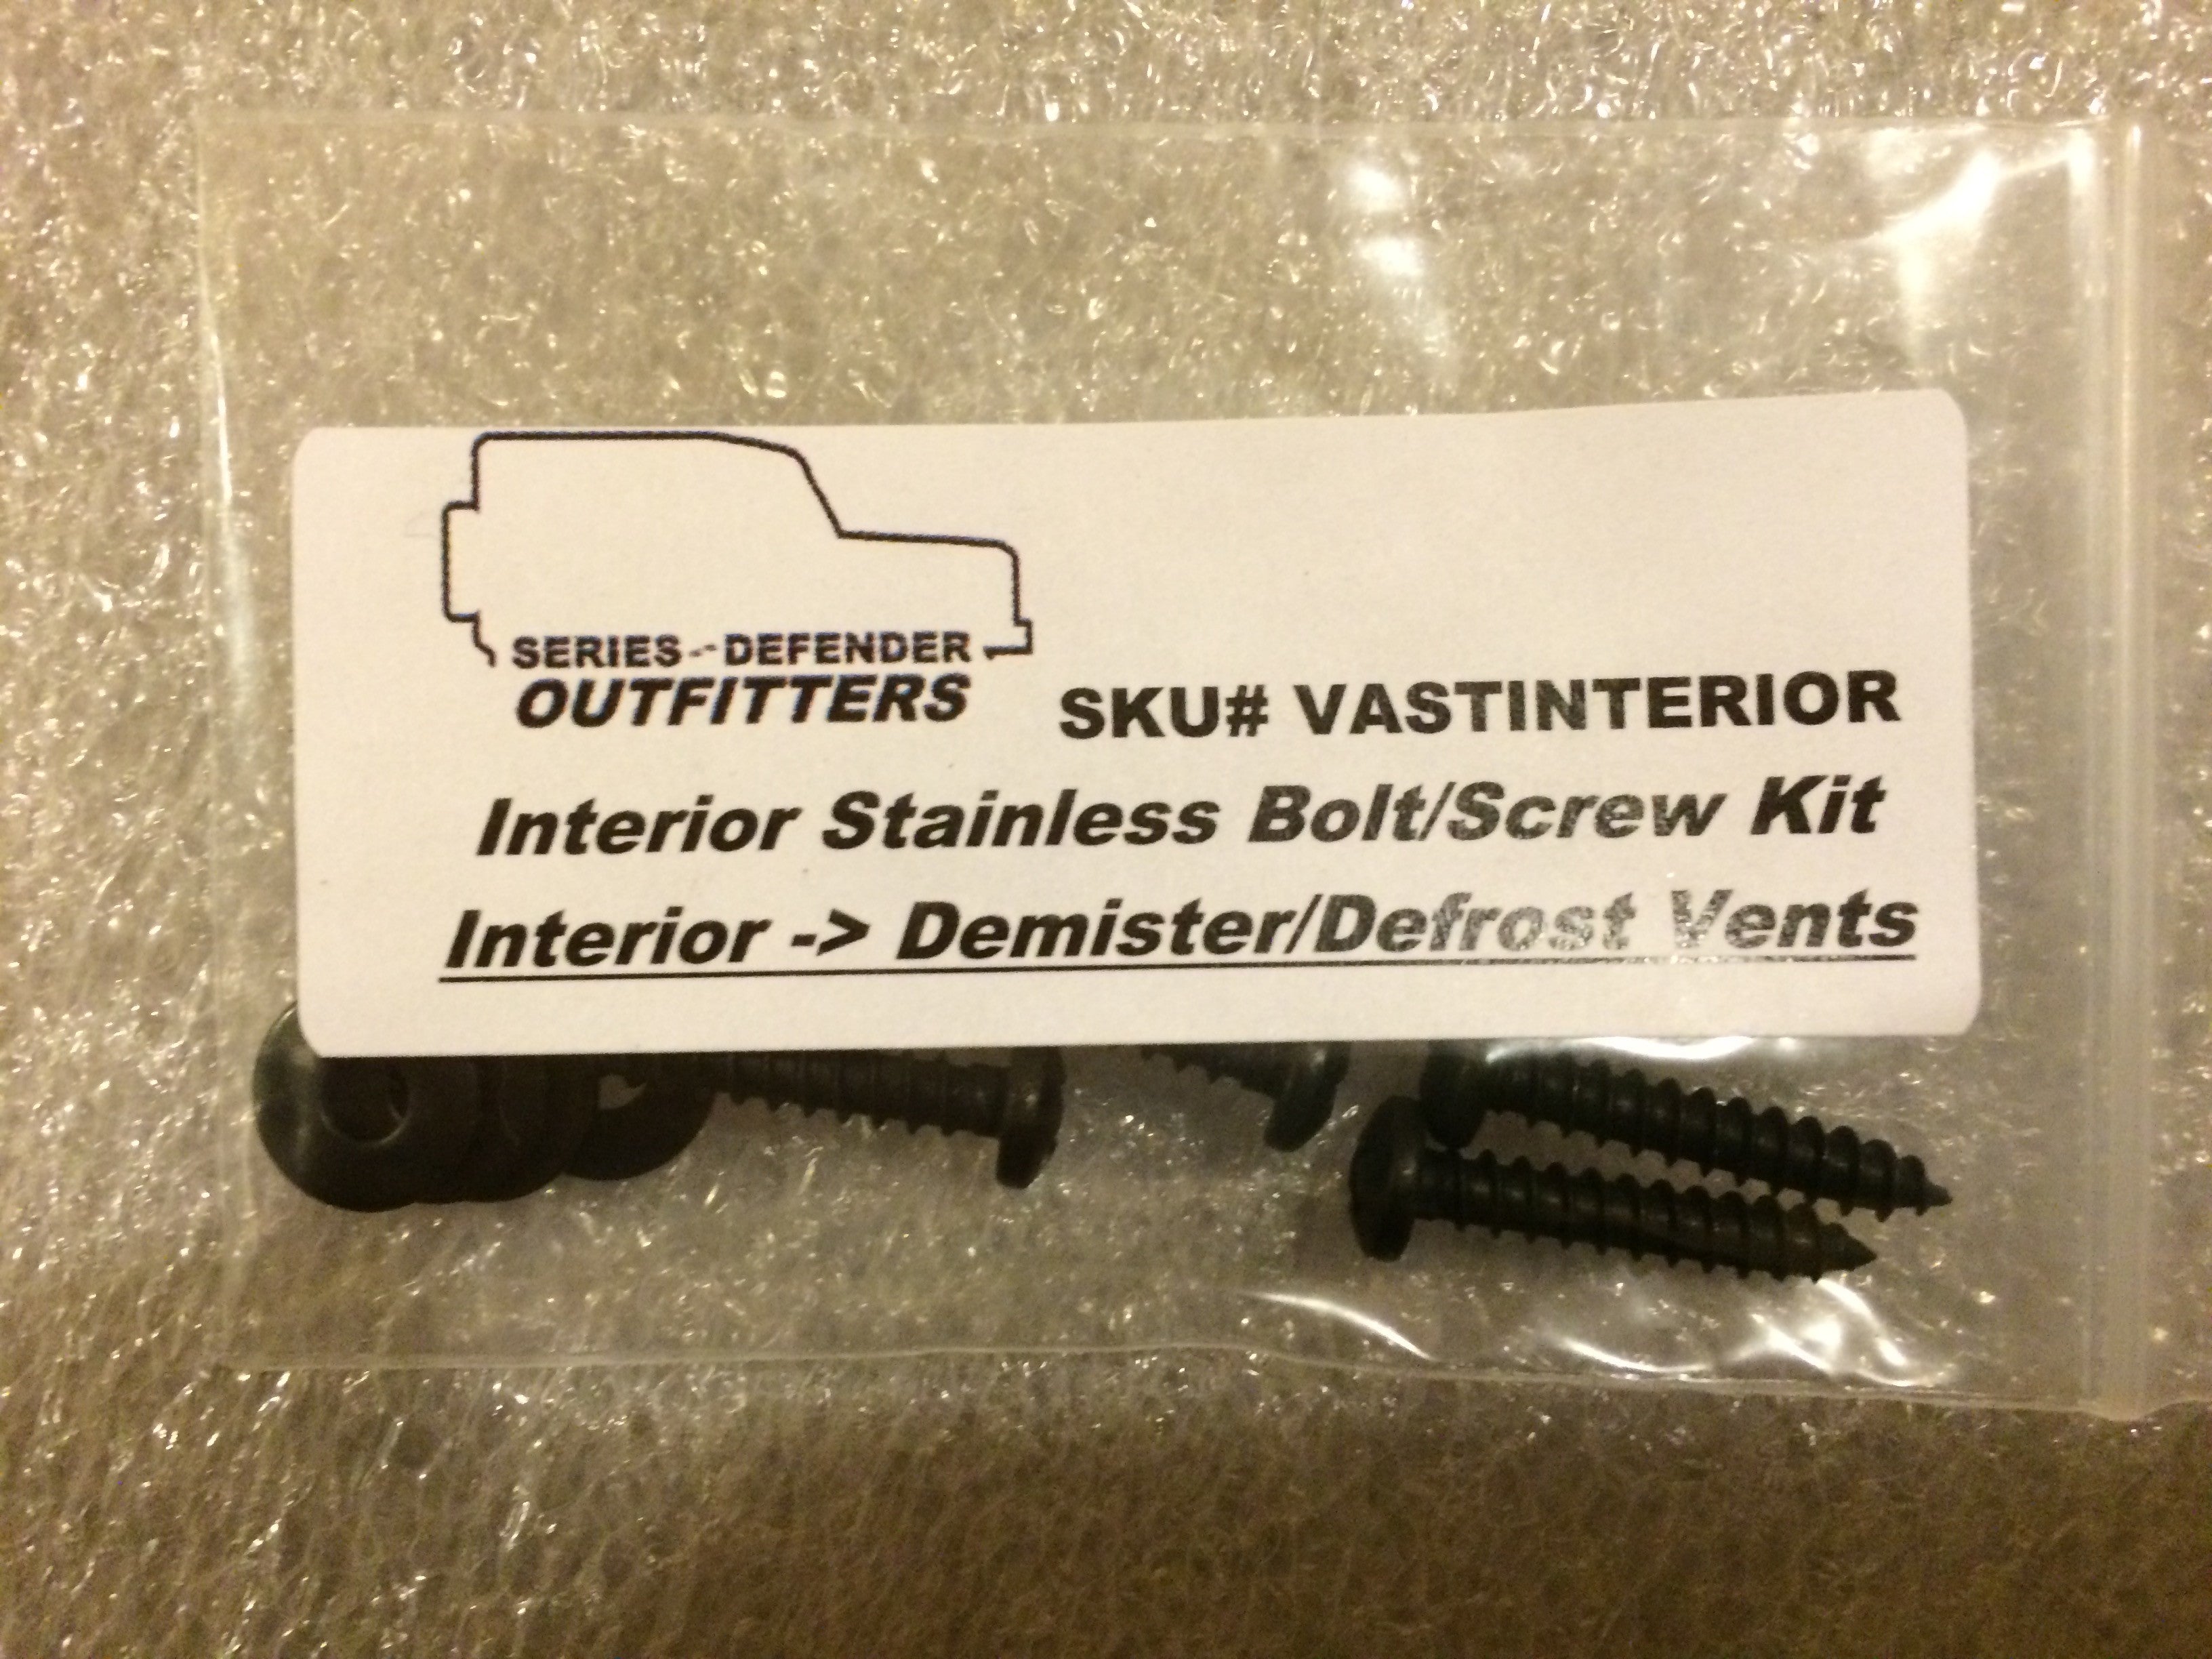 SERIES-DEFENDER
OUTFITTERS
SKU# VASTINTERIOR
Interior Stainless Bolt/Screw Kit
Interior -> Demister/Defrost Vents